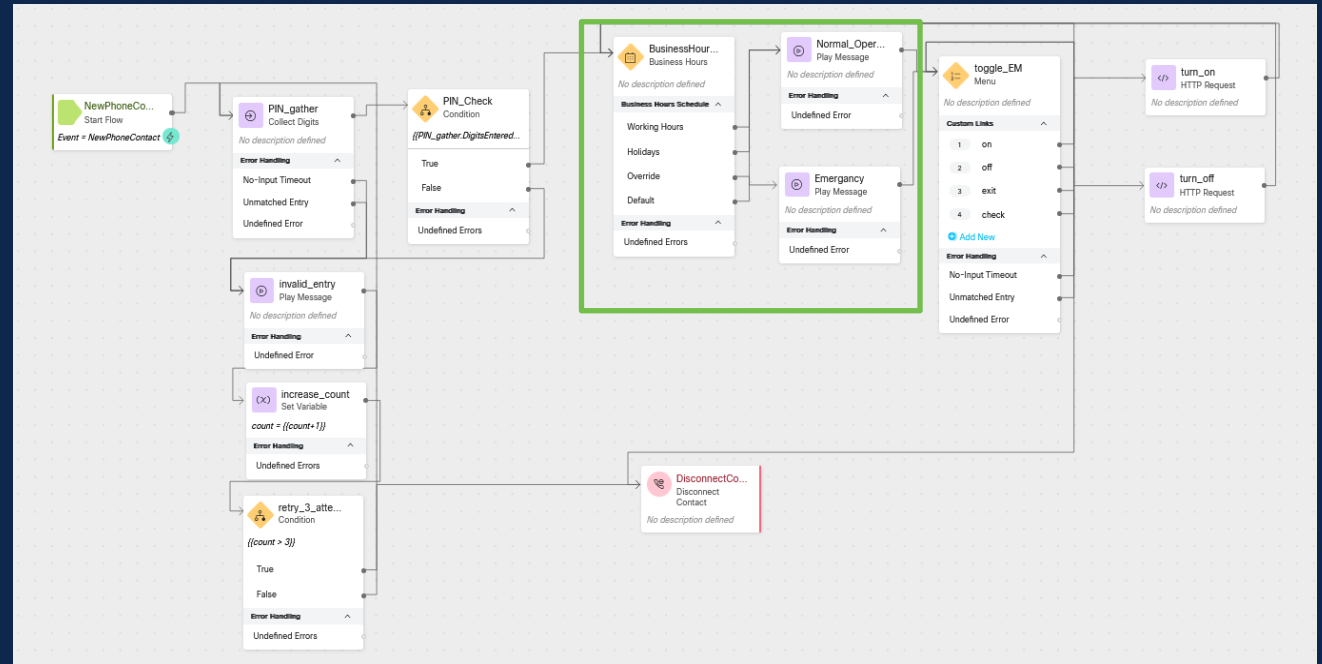 NewPhoneCo...
Start Flow
Event = NewPhoneContact
PIN_gather
Collect Digits
No description defined
Error Handling
No-Input Timeout
Unmatched Entry
Undefined Error
PIN_Check
Condition
{{PIN_gather.DigitsEntered...
True
False
Error Handling
Undefined Errors
invalid_entry
Play Message
No description defined
Error Handling
Undefined Error
increase_count
Set Variable
count = {{count+1}}
Error Handling
Undefined Errors
retry_3_atte...
Condition
{{count > 3}}
True
False
Error Handling
Undefined Errors
BusinessHour...
Business Hours
No description defined
Business Hours Schedule
Working Hours
Holidays
Override
Default
Error Handling
Undefined Errors
Normal_Oper...
Play Message
No description defined
Error Handling
Undefined Error
Emergancy
Play Message
No description defined
Error Handling
Undefined Error
toggle_EM
Menu
No description defined
Custom Links
1 on
2 off
3 exit
4 check
Add New
Error Handling
No-Input Timeout
Unmatched Entry
Undefined Error
turn_on
HTTP Request
No description defined
turn_off
HTTP Request
No description defined
DisconnectCo...
Disconnect
Contact
No description defined